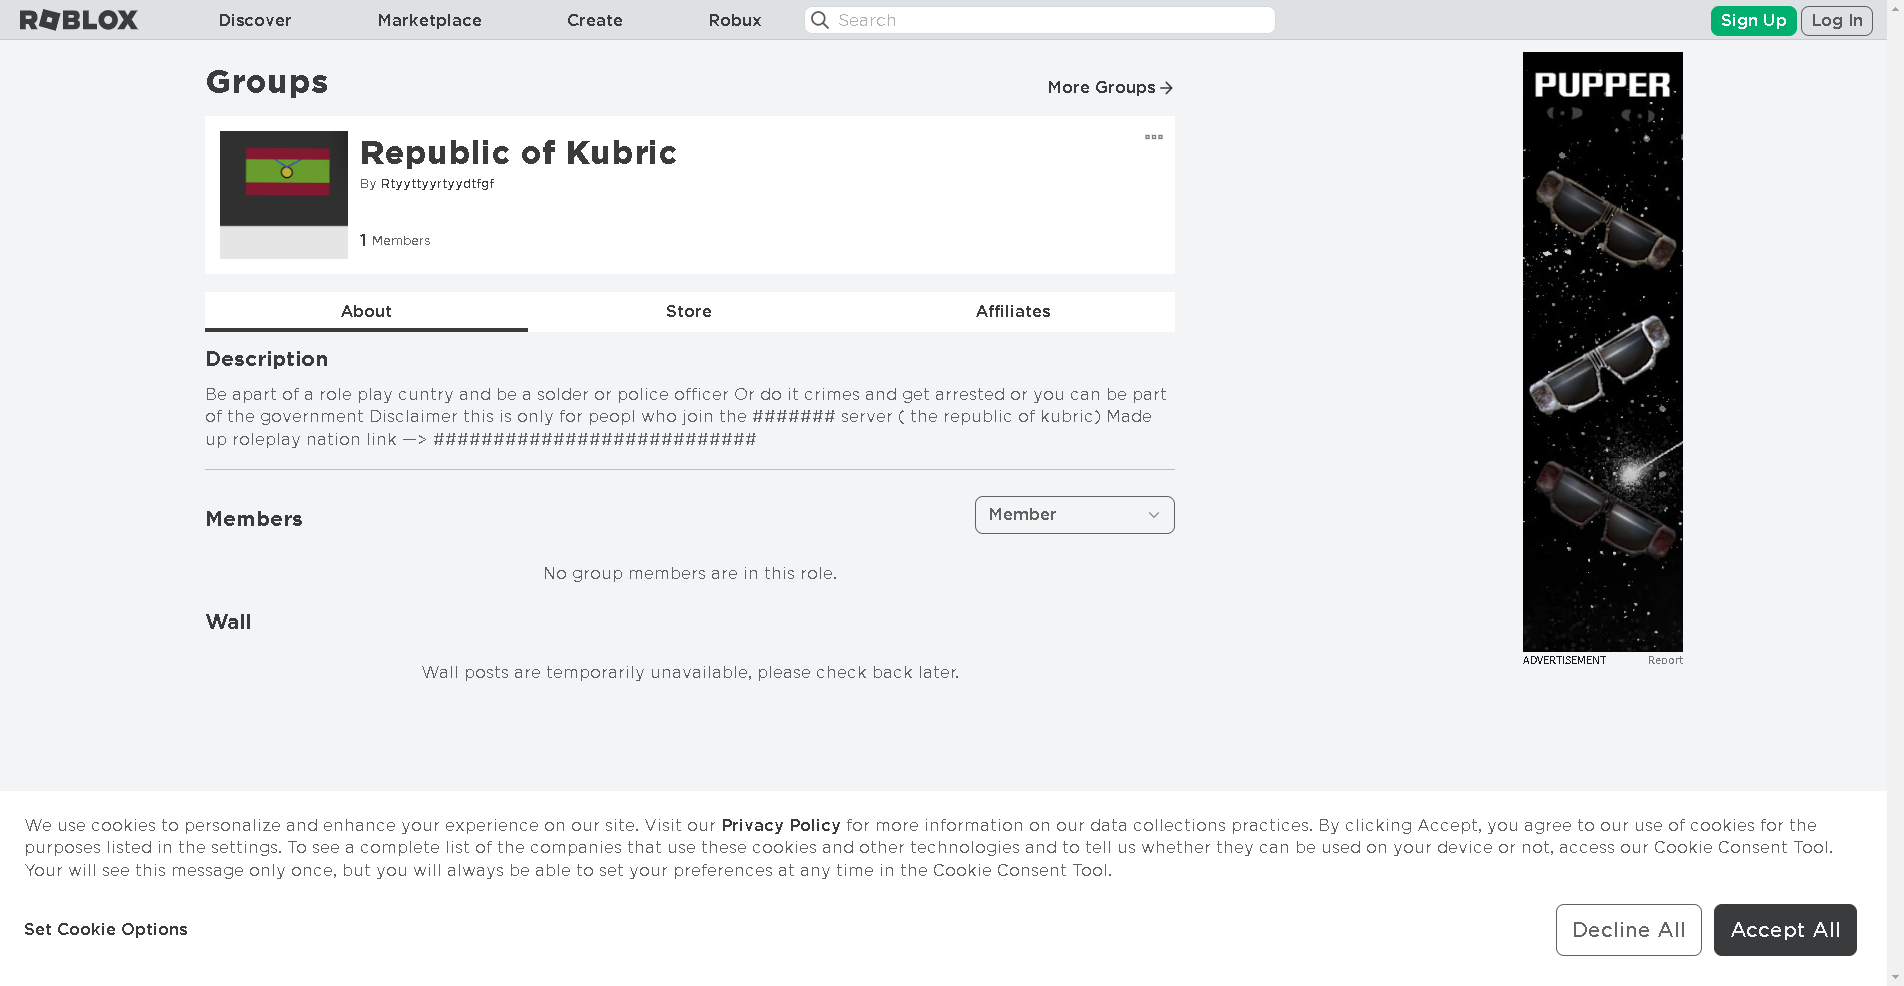 ROBLOX Discover Marketplace Create Robux Search Sign Up Log In
Groups
More Groups
Republic of Kubric
By Rtyyttyyrtyydtfgf
1 Members
About Store Affiliates
Description
Be apart of a role play cuntry and be a solder or police officer Or do it crimes and get arrested or you can be part
of the government Disclaimer this is only for peopl who join the ####### server ( the republic of kubric) Made
up roleplay nation link —> ###########################
Members
Member
No group members are in this role.
Wall
Wall posts are temporarily unavailable, please check back later.
PUPPER
ADVERTISEMENT Report
We use cookies to personalize and enhance your experience on our site. Visit our Privacy Policy for more information on our data collections practices. By clicking Accept, you agree to our use of cookies for the
purposes listed in the settings. To see a complete list of the companies that use these cookies and other technologies and to tell us whether they can be used on your device or not, access our Cookie Consent Tool.
Your will see this message only once, but you will always be able to set your preferences at any time in the Cookie Consent Tool.
Set Cookie Options
Decline All Accept All